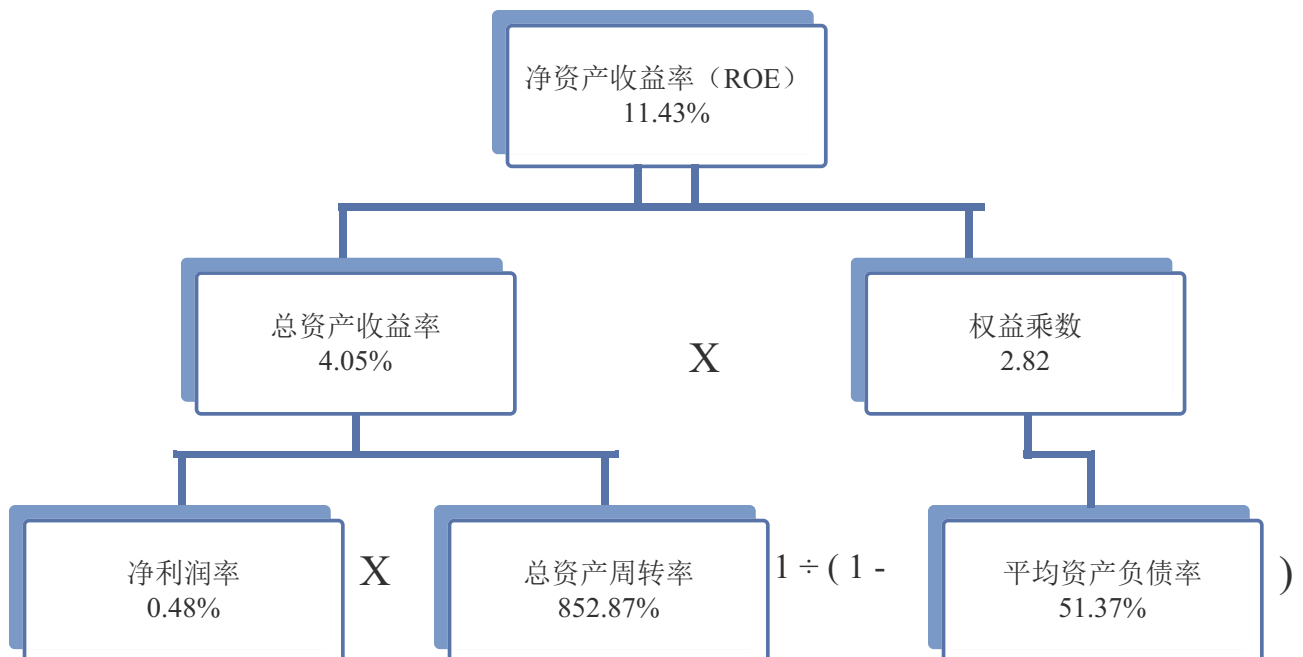 净资产收益率（ROE）
11.43%
总资产收益率
4.05%
X
权益乘数
2.82
净利润率
0.48%
X
总资产周转率
852.87%
1 ÷ ( 1 -
平均资产负债率
51.37%
)